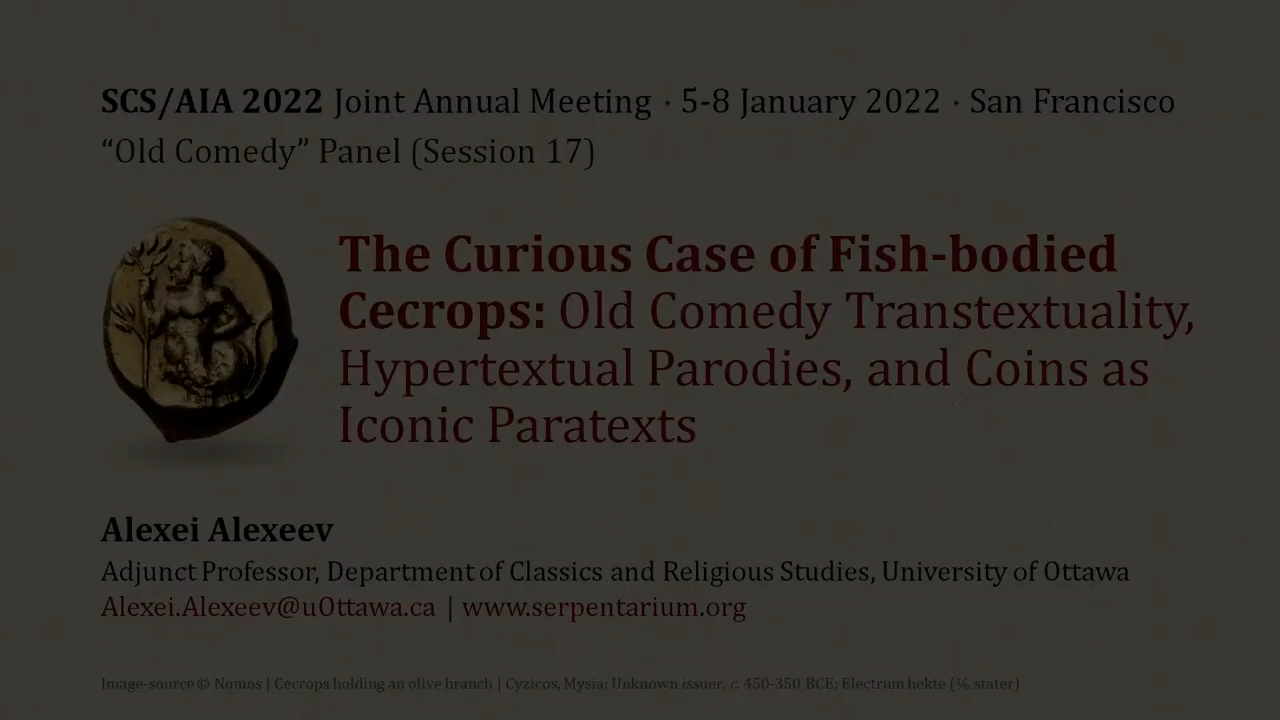 SCS/AIA 2022 Joint Annual Meeting · 5-8 January 2022 · San Francisco
“Old Comedy” Panel (Session 17)
The Curious Case of Fish-bodied
Cecrops: Old Comedy Transtextuality,
Hypertextual Parodies, and Coins as
Iconic Paratexts
Alexei Alexeev
Adjunct Professor, Department of Classics and Religious Studies, University of Ottawa
Alexei.Alexeev@uOttawa.ca | www.serpentarium.org
Image-source © Nomos | Cecrops holding an olive branch | Cyzicos, Mysia: Unknown issuer, c. 450-350 BCE; Electrum hekte (⅙ stater)